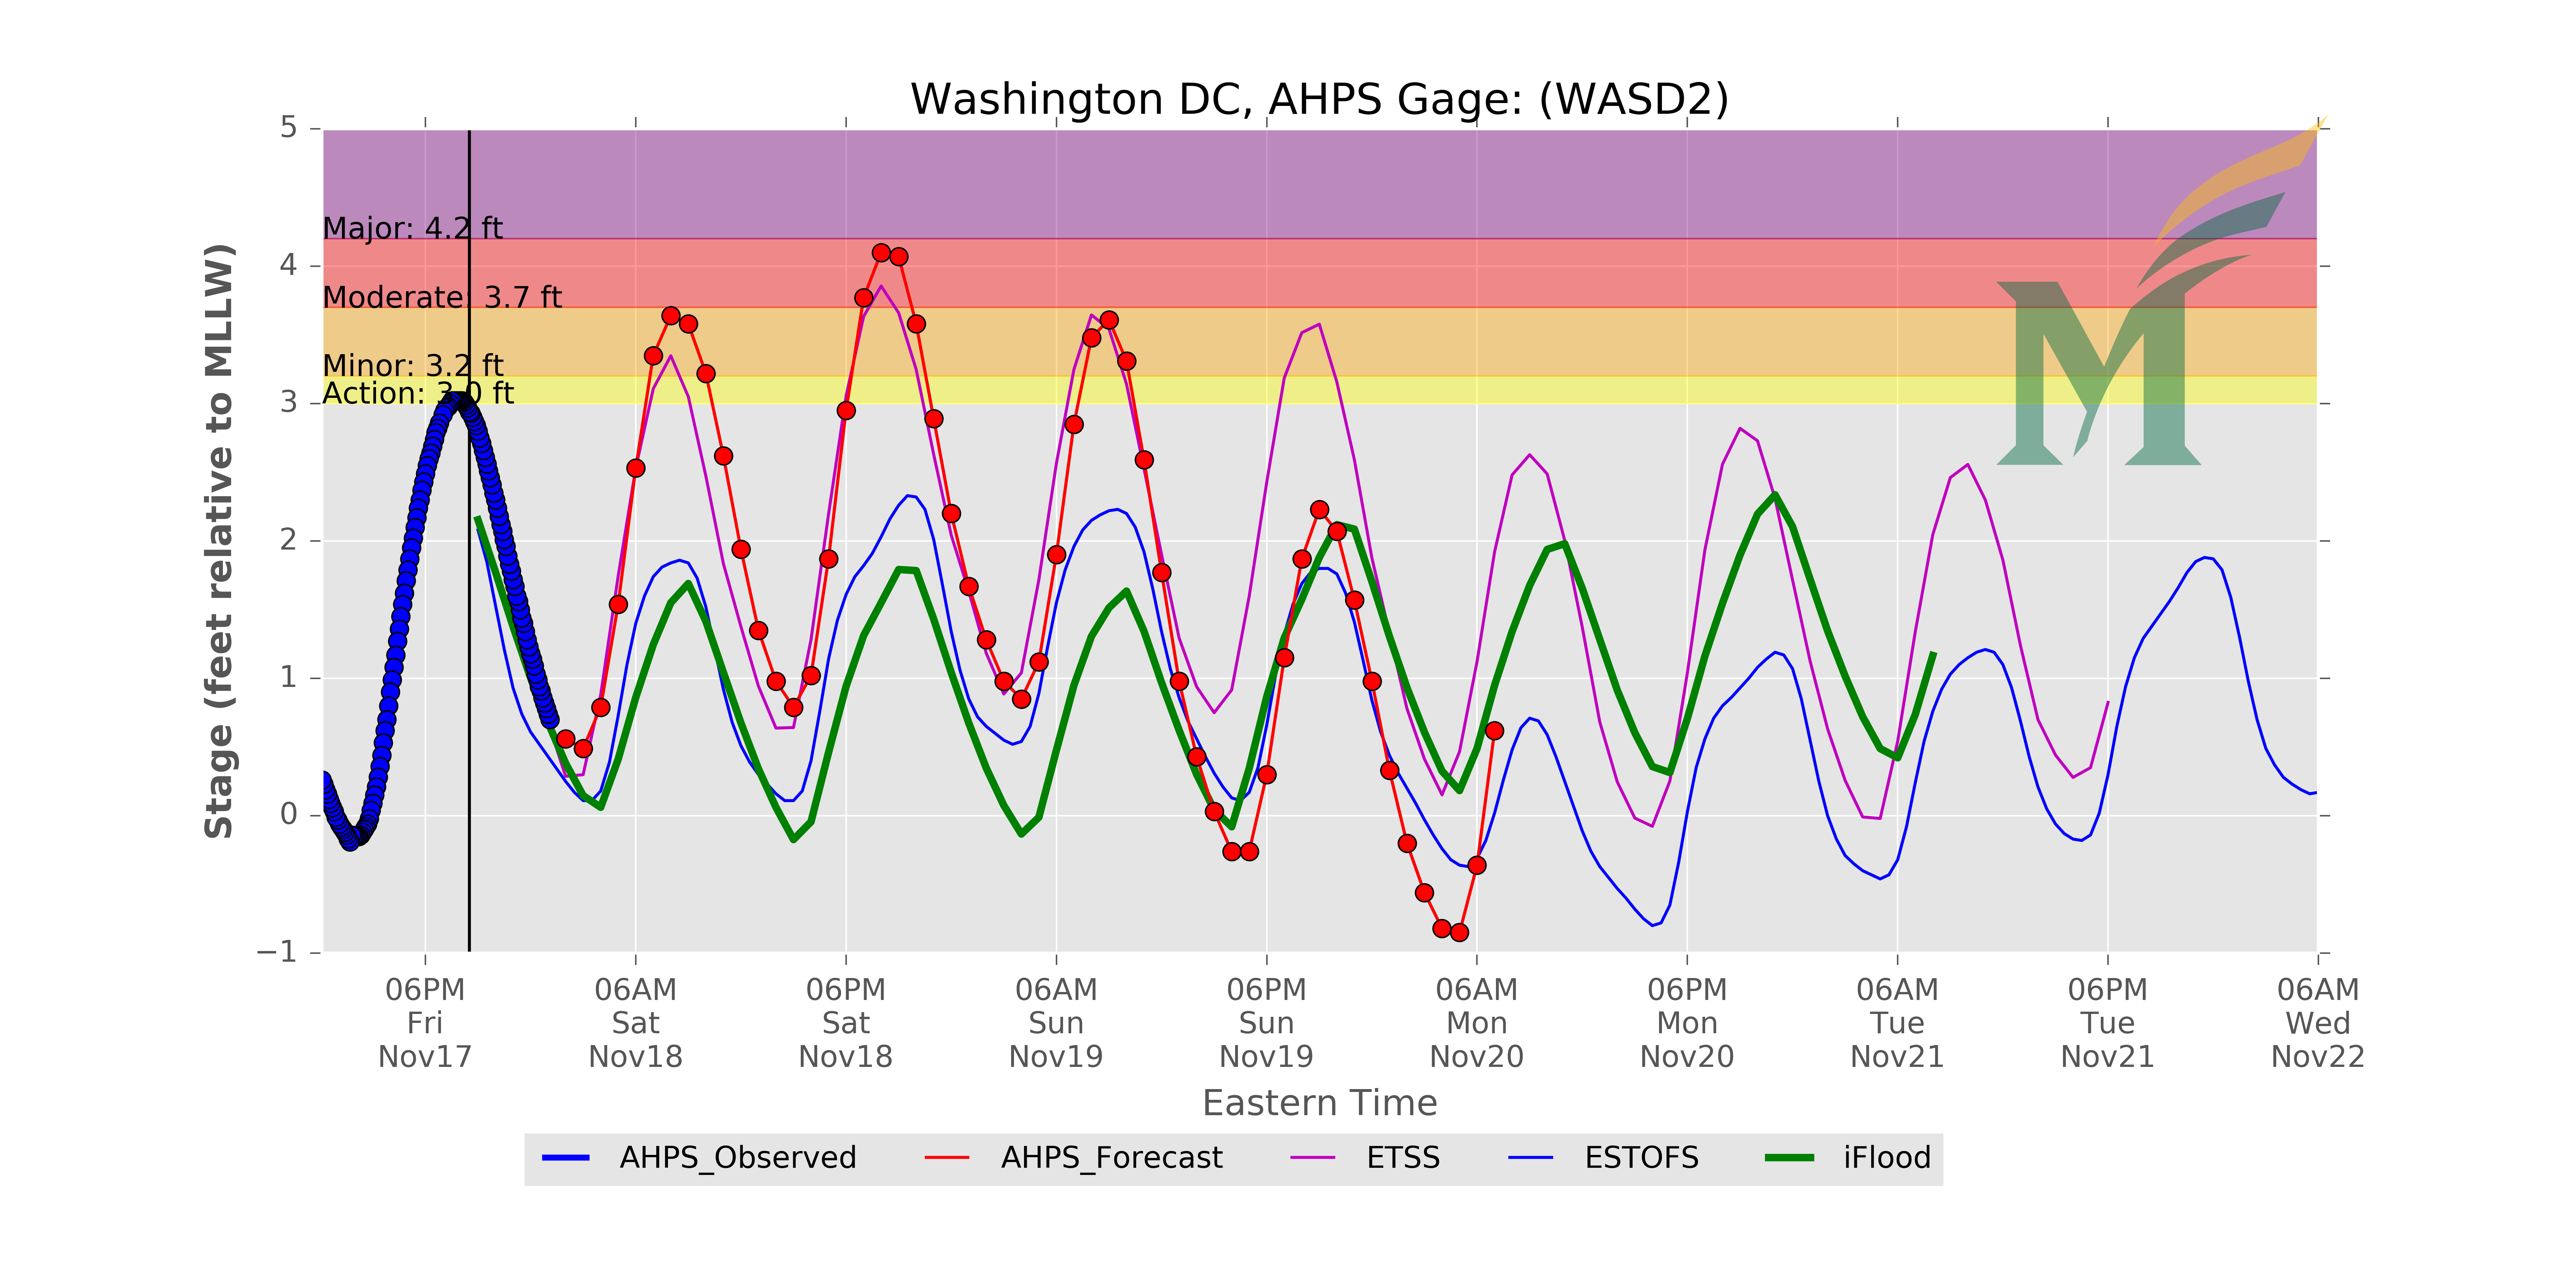 Washington DC, AHPS Gage: (WASD2)
Stage (feet relative to MLLW)
5
4
3
2
1
0
−1
Major: 4.2 ft
Moderate: 3.7 ft
Minor: 3.2 ft
Action: 3.0 ft
M
06PM
Fri
Nov17
06AM
Sat
Nov18
06PM
Sat
Nov18
06AM
Sun
Nov19
06PM
Sun
Nov19
06AM
Mon
Nov20
06PM
Mon
Nov20
06AM
Tue
Nov21
06PM
Tue
Nov21
06AM
Wed
Nov22
Eastern Time
AHPS_Observed AHPS_Forecast ETSS ESTOFS iFlood